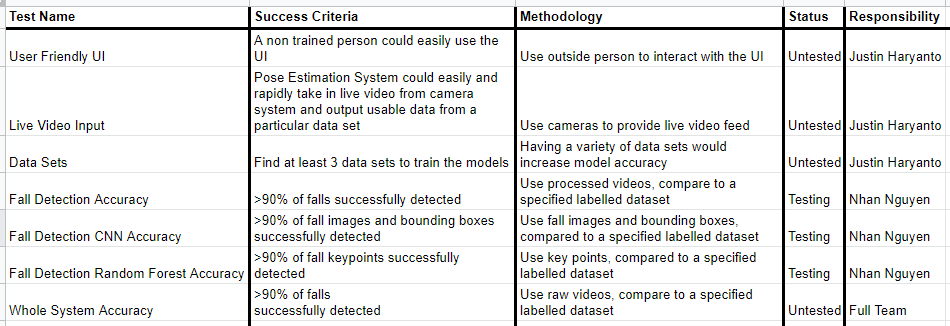 Test Name Success Criteria Methodology Status Responsibility
User Friendly UI A non trained person could easily use the
UI Use outside person to interact with the UI Untested Justin Haryanto
Live Video Input Pose Estimation System could easily and
rapidly take in live video from camera
system and output usable data from a
particular data set Use cameras to provide live video feed Untested Justin Haryanto
Data Sets Find at least 3 data sets to train the models Having a variety of data sets would
increase model accuracy Untested Justin Haryanto
Fall Detection Accuracy >90% of falls successfully detected Use processed videos, compare to a
specified labelled dataset Testing Nhan Nguyen
Fall Detection CNN Accuracy >90% of fall images and bounding boxes
successfully detected Use fall images and bounding boxes,
compared to a specified labelled dataset Testing Nhan Nguyen
Fall Detection Random Forest Accuracy >90% of fall keypoints successfully
detected Use key points, compared to a specified
labelled dataset Testing Nhan Nguyen
Whole System Accuracy >90% of falls
successfully detected Use raw videos, compare to a specified
labelled dataset Untested Full Team